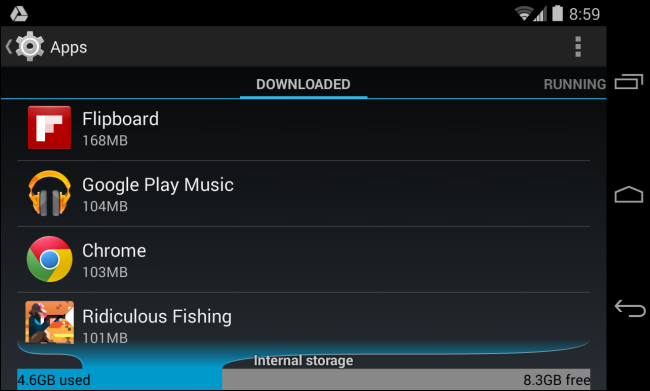 8:59
Apps
DOWNLOADED RUNNING
Flipboard
168MB
Google Play Music
104MB
Chrome
103MB
Ridiculous Fishing
101MB
Internal storage
4.6GB used 8.3GB free